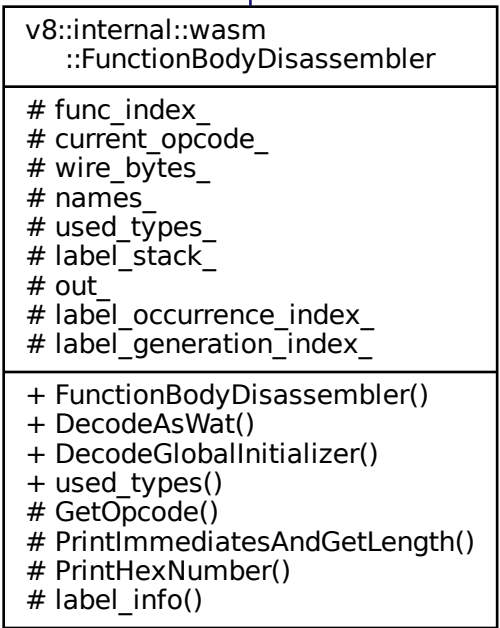 v8::internal::wasm
::FunctionBodyDisassembler
# func_index_
# current_opcode_
# wire_bytes_
# names_
# used_types_
# label_stack_
# out_
# label_occurrence_index_
# label_generation_index_
+ FunctionBodyDisassembler()
+ DecodeAsWat()
+ DecodeGlobalInitializer()
+ used_types()
# GetOpcode()
# PrintImmediatesAndGetLength()
# PrintHexNumber()
# label_info()